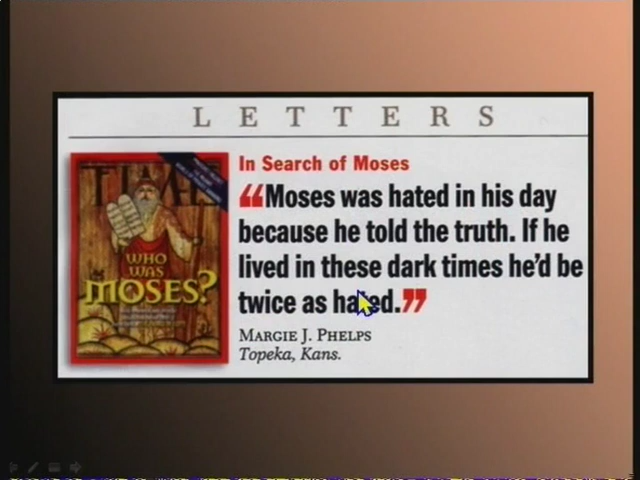 LETTERS
In Search of Moses
“Moses was hated in his day
because he told the truth. If he
lived in these dark times he’d be
twice as hated.”
MARGIE J. PHELPS
Topeka, Kans.
TIME
WHO
WAS
MOSES?